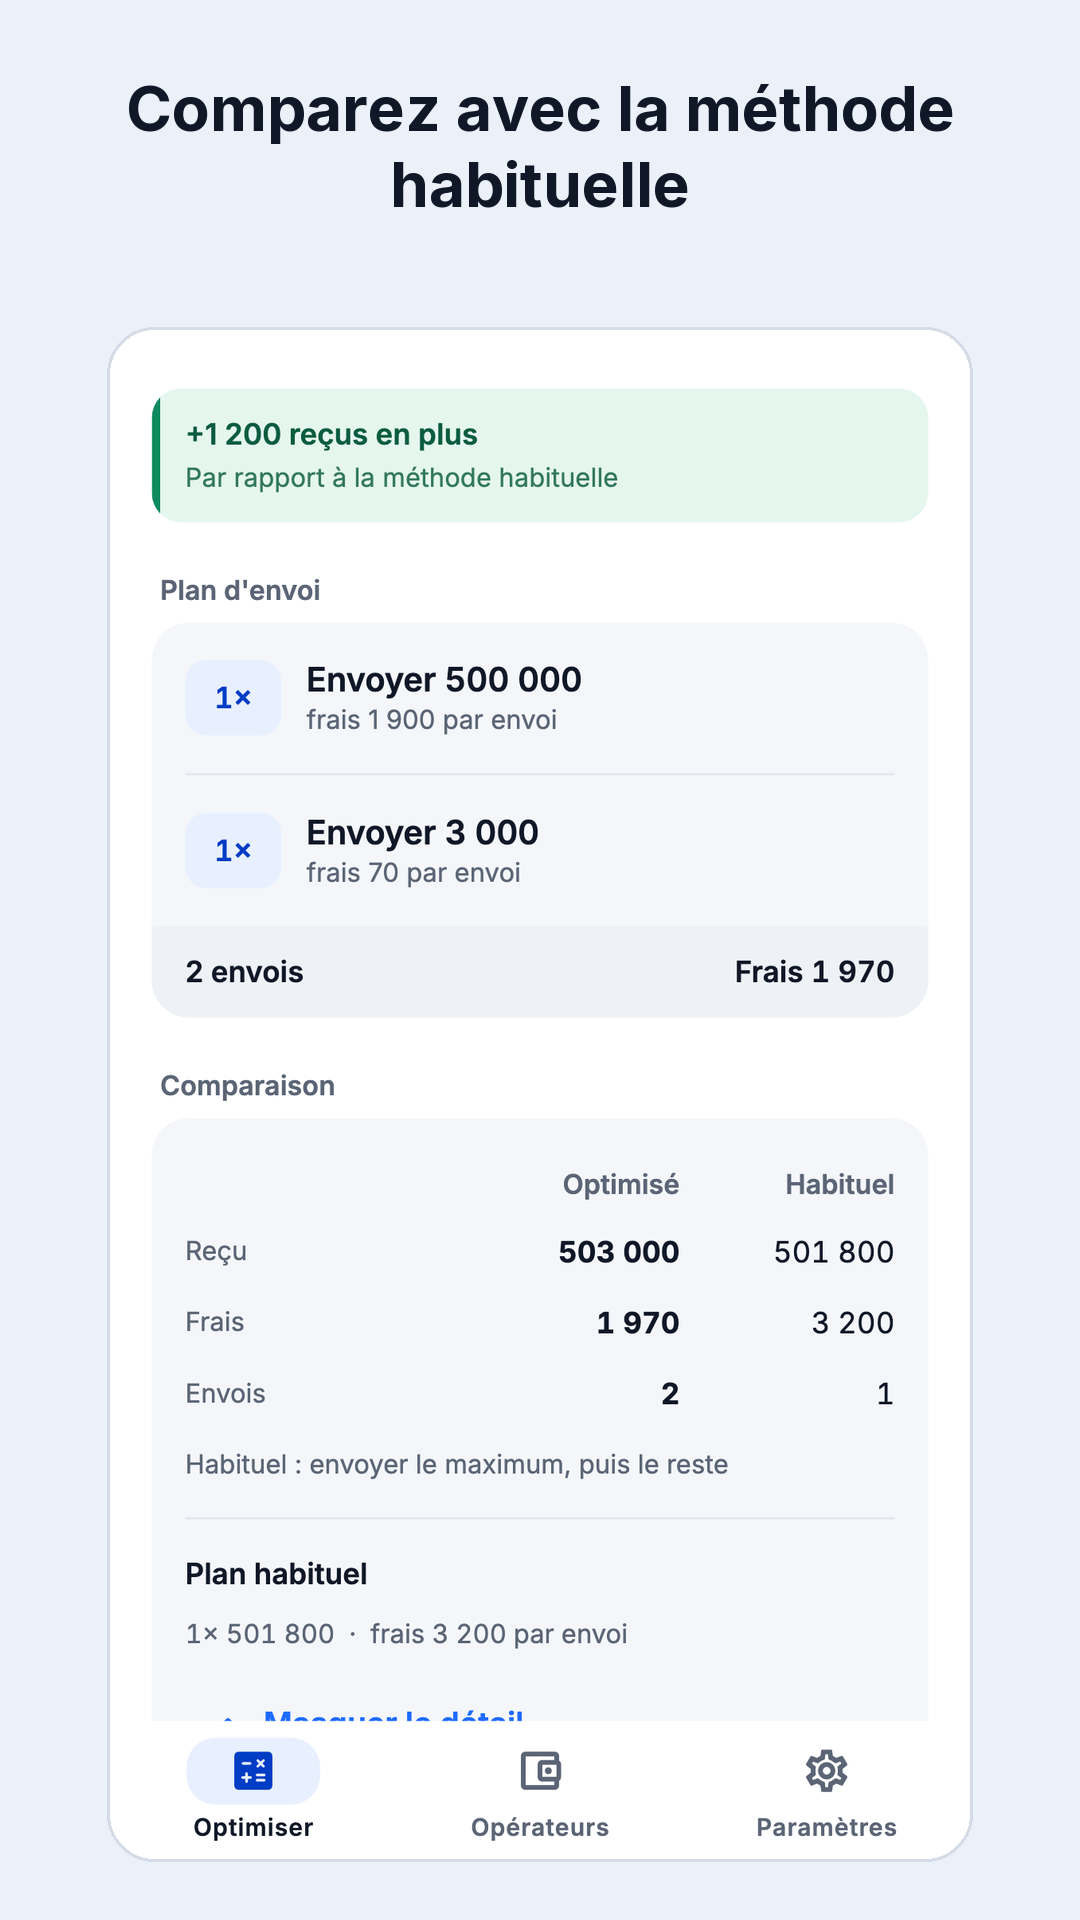 Comparez avec la méthode
habituelle
+1 200 reçus en plus
Par rapport à la méthode habituelle
Plan d'envoi
1×
Envoyer 500 000
frais 1 900 par envoi
1×
Envoyer 3 000
frais 70 par envoi
2 envois Frais 1 970
Comparaison
Optimisé Habituel
Reçu 503 000 501 800
Frais 1 970 3 200
Envois 2 1
Habituel : envoyer le maximum, puis le reste
Plan habituel
1× 501 800 · frais 3 200 par envoi
Masquer le détail
Optimiser Opérateurs Paramètres